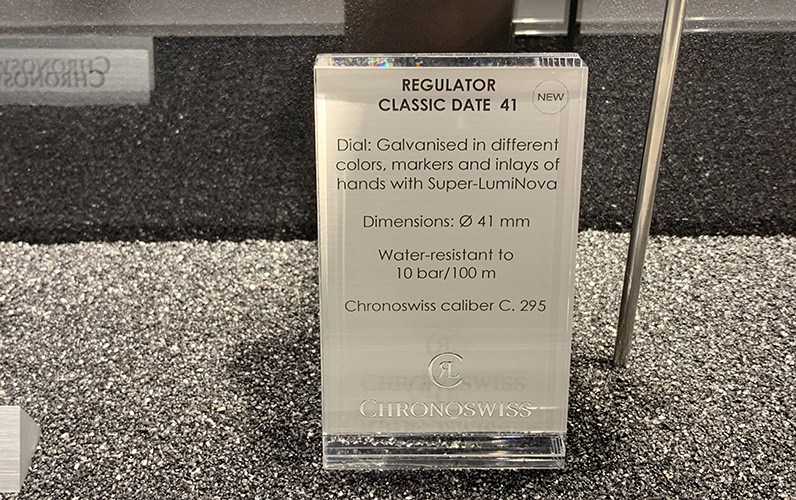 REGULATOR
CLASSIC DATE 41
NEW
Dial: Galvanised in different
colors, markers and inlays of
hands with Super-LumiNova
Dimensions: Ø 41 mm
Water-resistant to
10 bar/100 m
Chronoswiss caliber C. 295
CHRONOSWISS
CHRONOSWISS